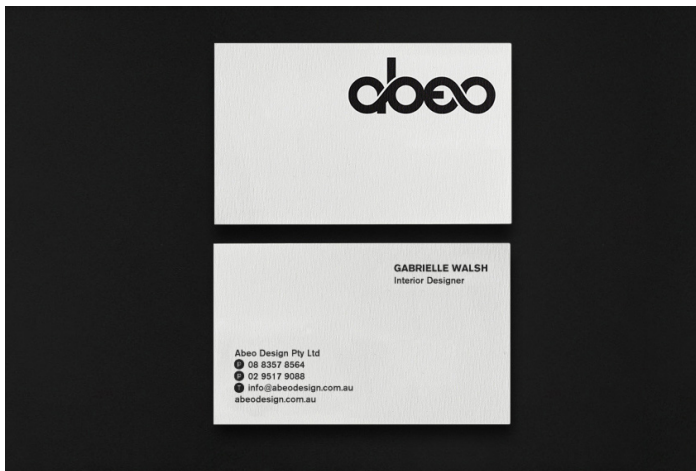 abeo
GABRIELLE WALSH
Interior Designer
Abeo Design Pty Ltd
P 08 8357 8564
P 02 9517 9088
T info@abeodesign.com.au
abeodesign.com.au